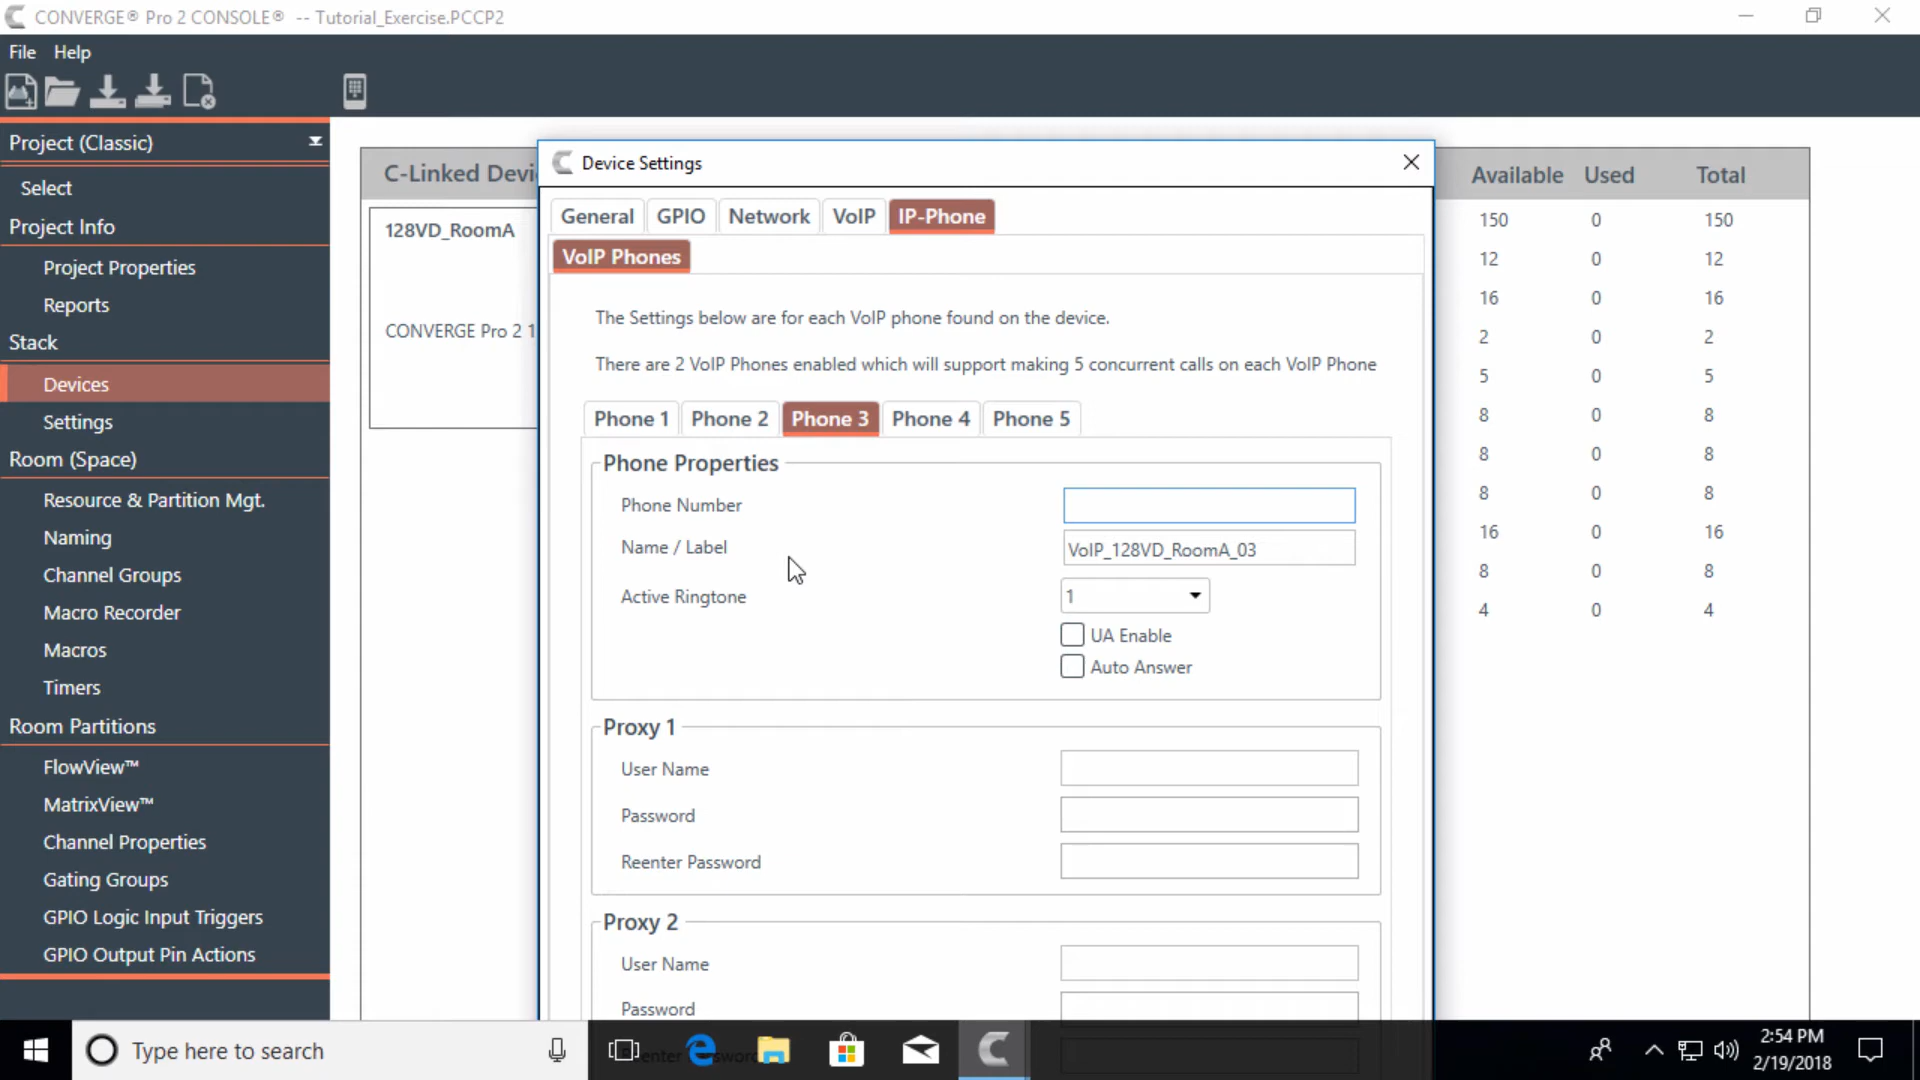 CONVERGE® Pro 2 CONSOLE® -- Tutorial_Exercise.PCCP2
File Help
Project (Classic)
Select
Project Info
Project Properties
Reports
Stack
Devices
Settings
Room (Space)
Resource & Partition Mgt.
Naming
Channel Groups
Macro Recorder
Macros
Timers
Room Partitions
FlowView™
MatrixView™
Channel Properties
Gating Groups
GPIO Logic Input Triggers
GPIO Output Pin Actions
C-Linked Devi
128VD_RoomA
CONVERGE Pro 2 1
Device Settings
General GPIO Network VoIP IP-Phone
VoIP Phones
The Settings below are for each VoIP phone found on the device.
There are 2 VoIP Phones enabled which will support making 5 concurrent calls on each VoIP Phone
Phone 1 Phone 2 Phone 3 Phone 4 Phone 5
Phone Properties
Phone Number
Name / Label VoIP_128VD_RoomA_03
Active Ringtone 1
UA Enable
Auto Answer
Proxy 1
User Name
Password
Reenter Password
Proxy 2
User Name
Password
Available Used Total
150 0 150
12 0 12
16 0 16
2 0 2
5 0 5
8 0 8
8 0 8
8 0 8
16 0 16
8 0 8
4 0 4
Type here to search
2:54 PM
2/19/2018